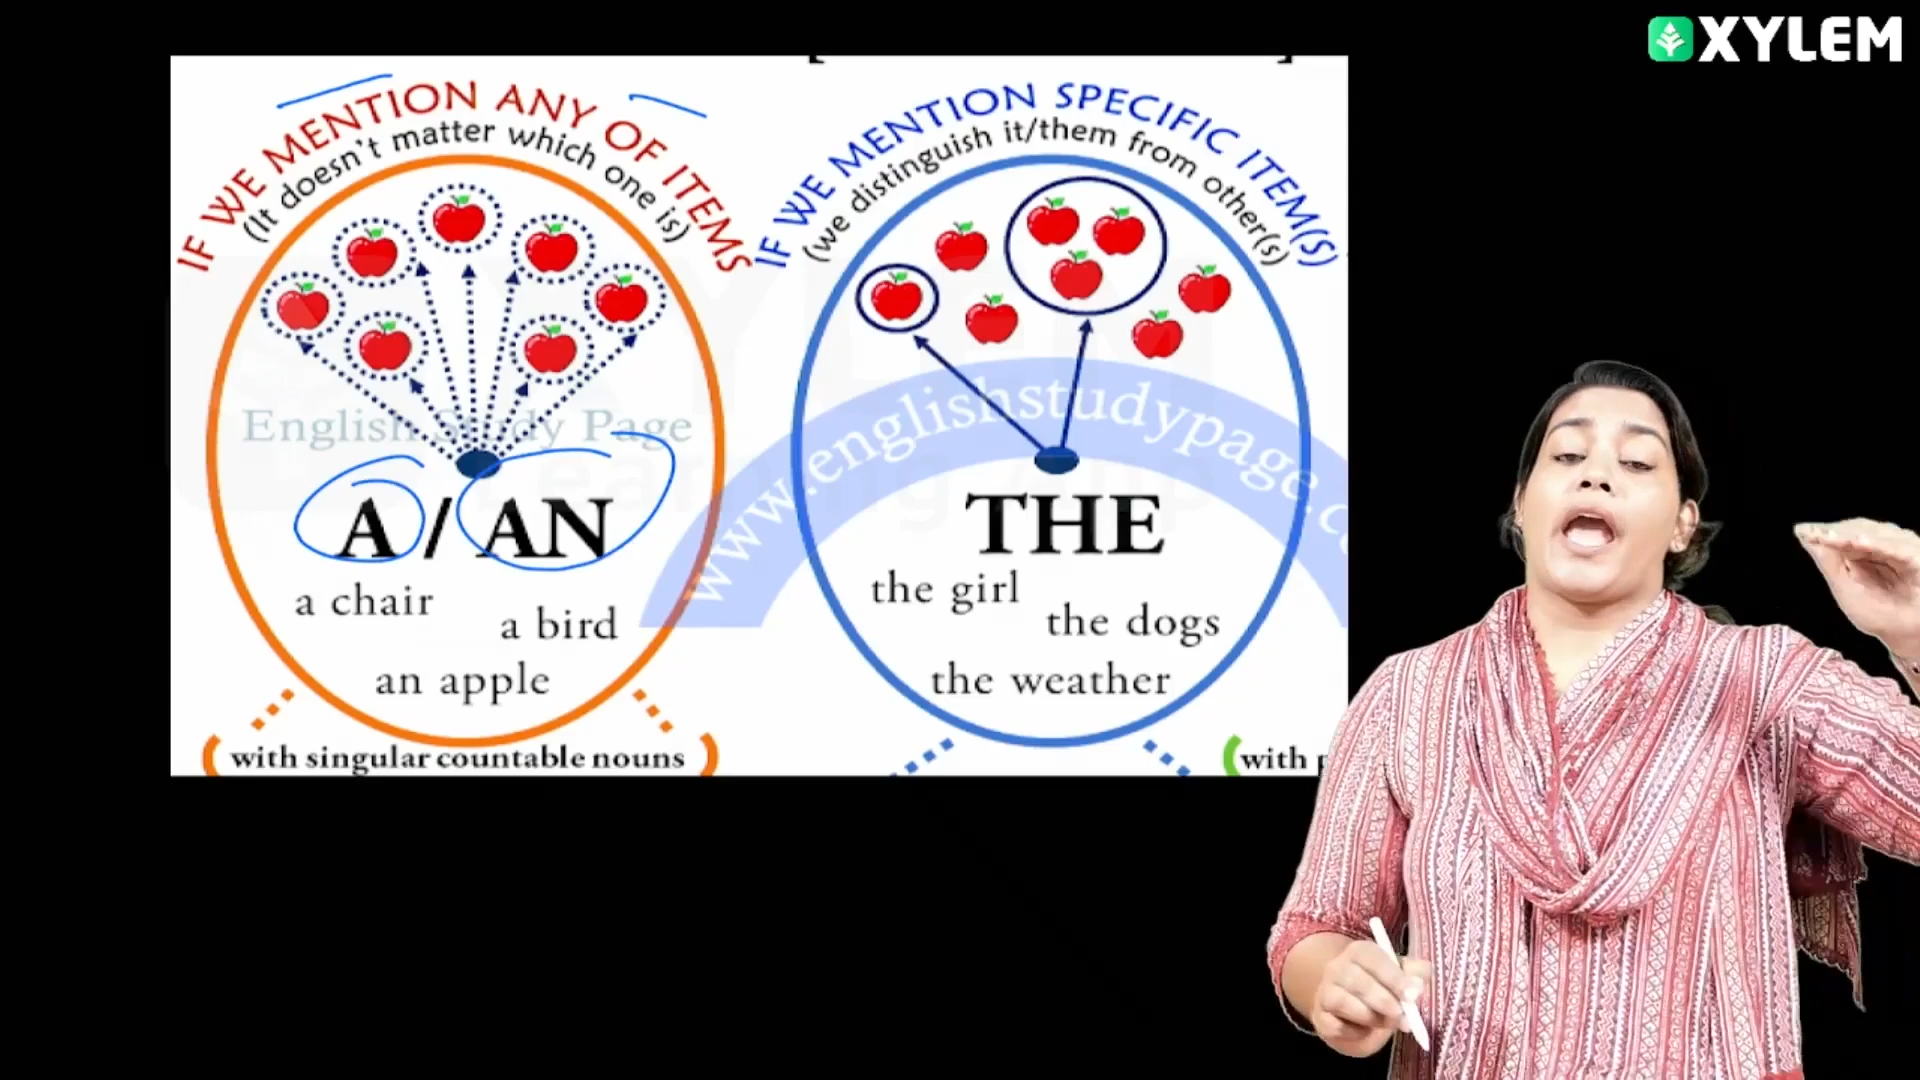 XYLEM
IF WE MENTION ANY OF ITEMS
(It doesn't matter which one is)
English Study Page
A / AN
a chair
a bird
an apple
with singular countable nouns
IF WE MENTION SPECIFIC ITEM(S)
(we distinguish it/them from other(s)
www.englishstudypage.c
THE
the girl
the dogs
the weather
(with